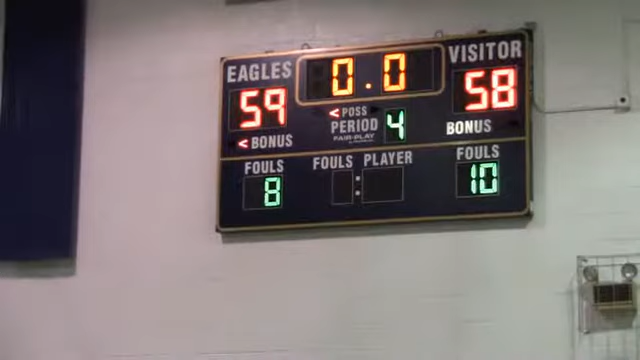 EAGLES 0.0 VISITOR
59 < POSS 58
PERIOD 4
< BONUS FAIR-PLAY BONUS
FOULS FOULS PLAYER FOULS
8 : 10